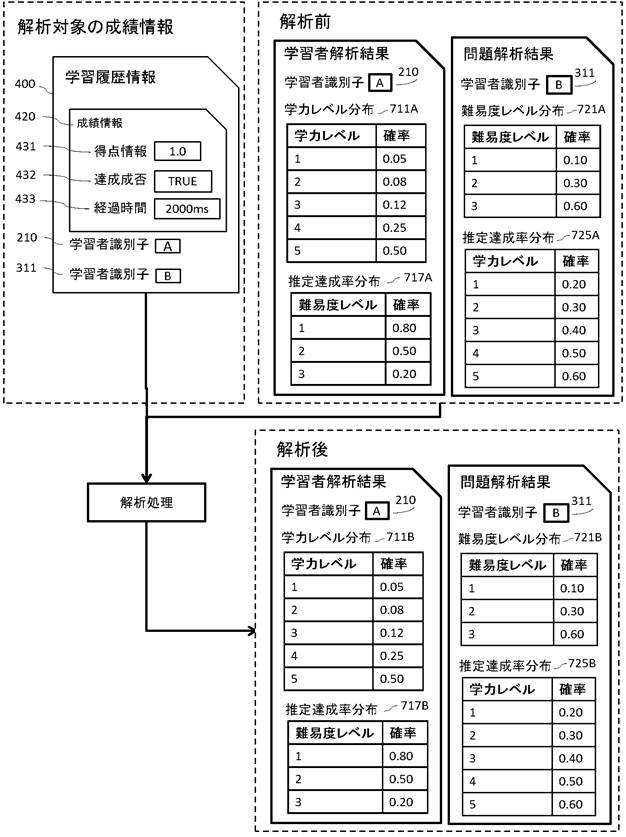 解析対象の成績情報
学習履歴情報
400
420
成績情報
431
得点情報
1.0
432
達成成否
TRUE
433
経過時間
2000ms
210
学習者識別子
A
311
学習者識別子
B
解析前
学習者解析結果
学習者識別子
A
210
学力レベル分布
711A
学力レベル 確率
1 0.05
2 0.08
3 0.12
4 0.25
5 0.50
推定達成率分布
717A
難易度レベル 確率
1 0.80
2 0.50
3 0.20
問題解析結果
学習者識別子
B
311
難易度レベル分布
721A
難易度レベル 確率
1 0.10
2 0.30
3 0.60
推定達成率分布
725A
学力レベル 確率
1 0.20
2 0.30
3 0.40
4 0.50
5 0.60
解析処理
解析後
学習者解析結果
学習者識別子
A
210
学力レベル分布
711B
学力レベル 確率
1 0.05
2 0.08
3 0.12
4 0.25
5 0.50
推定達成率分布
717B
難易度レベル 確率
1 0.80
2 0.50
3 0.20
問題解析結果
学習者識別子
B
311
難易度レベル分布
721B
難易度レベル 確率
1 0.10
2 0.30
3 0.60
推定達成率分布
725B
学力レベル 確率
1 0.20
2 0.30
3 0.40
4 0.50
5 0.60